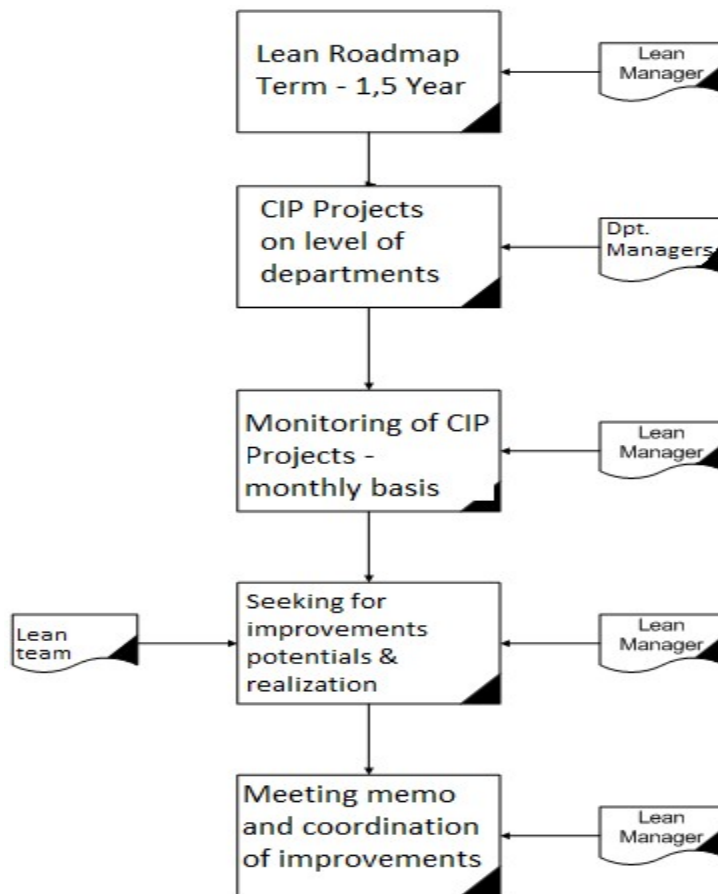 Lean Roadmap
Term - 1,5 Year
Lean
Manager
CIP Projects
on level of
departments
Dpt.
Managers
Monitoring of CIP
Projects -
monthly basis
Lean
Manager
Lean
team
Seeking for
improvements
potentials &
realization
Lean
Manager
Meeting memo
and coordination
of improvements
Lean
Manager